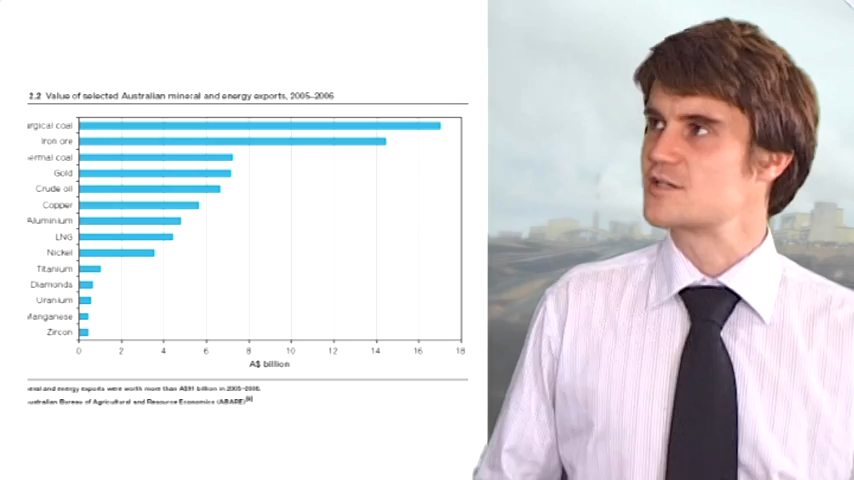 2.2 Value of selected Australian mineral and energy exports, 2005–2006
urgical coal
Iron ore
ermal coal
Gold
Crude oil
Copper
Aluminium
LNG
Nickel
Titanium
Diamonds
Uranium
Manganese
Zircon
0 2 4 6 8 10 12 14 16 18
A$ billion
eral and energy exports were worth more than A$91 billion in 2005–2006.
ustralian Bureau of Agricultural and Resource Economics (ABARE)